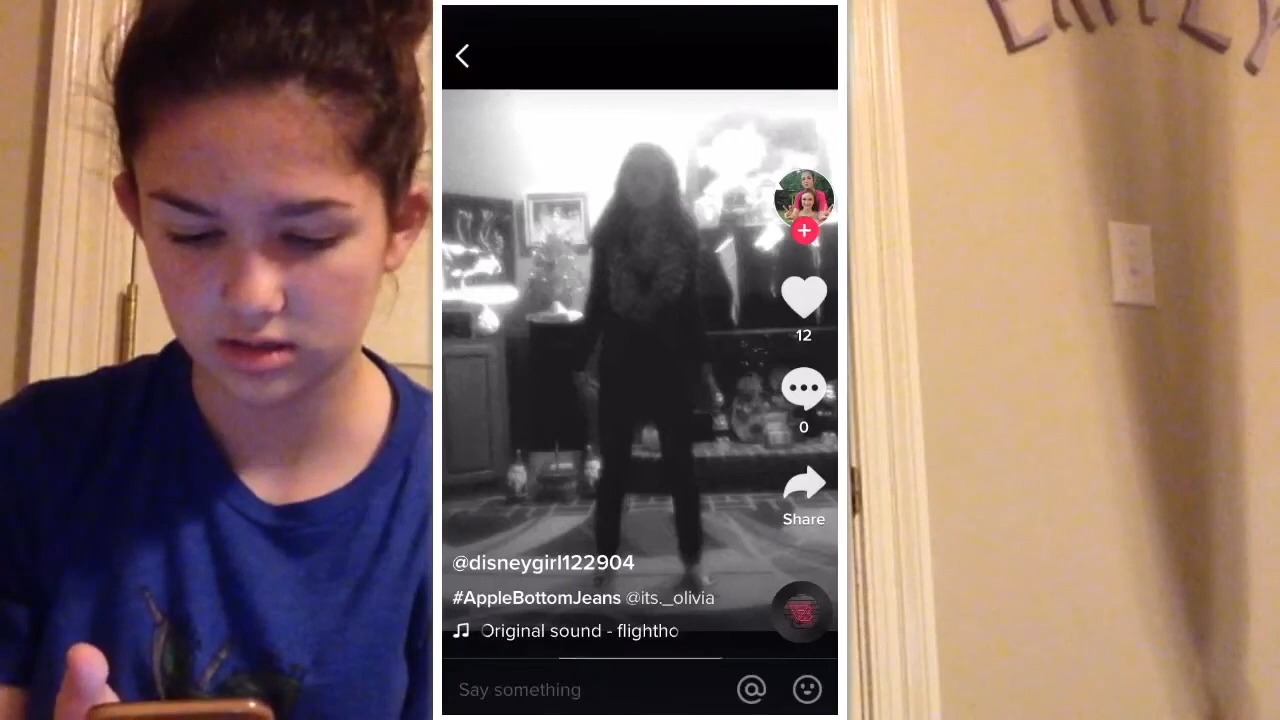 12
0
Share
@disneygirl122904
#AppleBottomJeans @its._olivia
Original sound - flightho
Say something